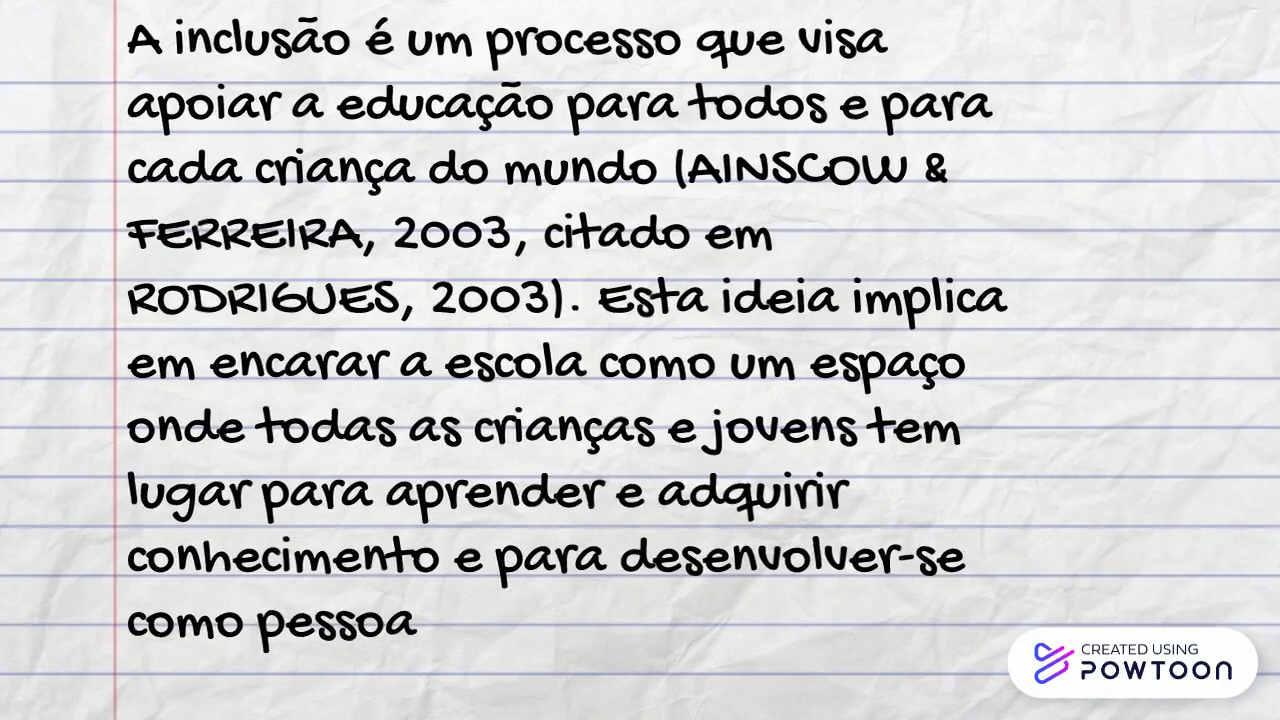 A inclusão é um processo que visa
apoiar a educação para todos e para
cada criança do mundo (AINSCOW &
FERREIRA, 2003, citado em
RODRIGUES, 2003). Esta ideia implica
em encarar a escola como um espaço
onde todas as crianças e jovens tem
lugar para aprender e adquirir
conhecimento e para desenvolver-se
como pessoa
CREATED USING
POWTOON